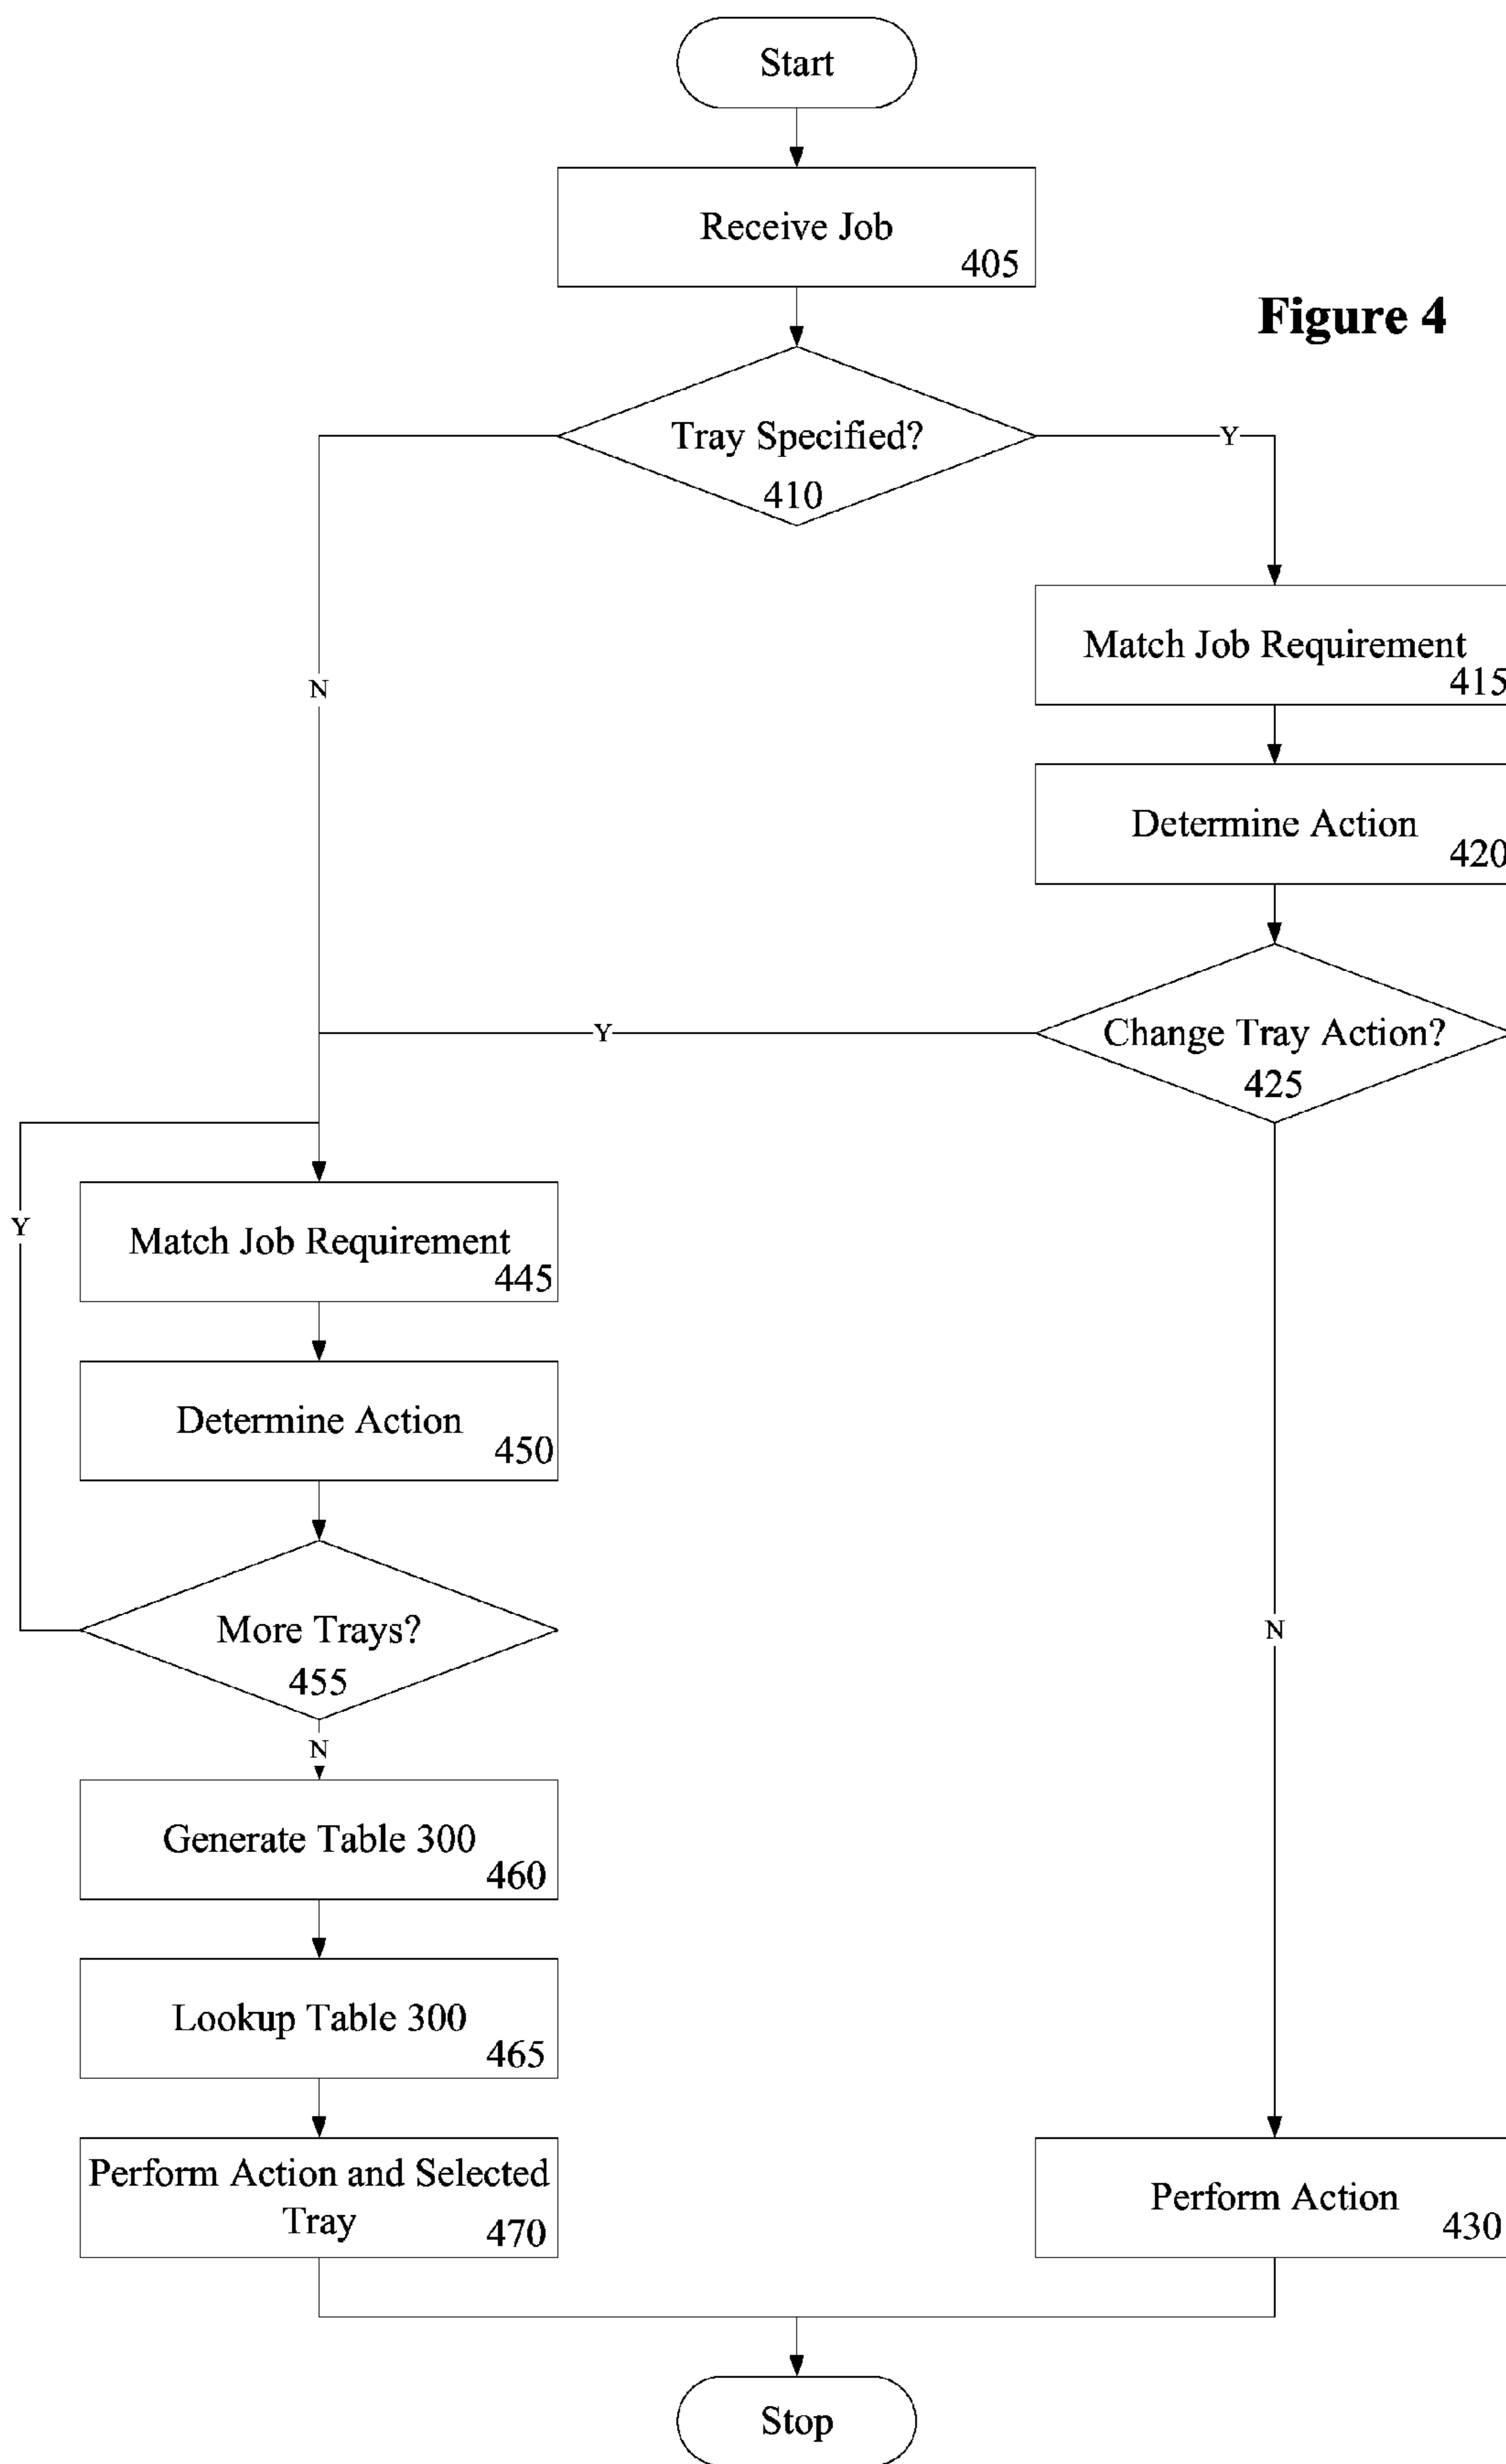 Start
Receive Job
405
Figure 4
Tray Specified?
410
Y
N
Match Job Requirement
415
Determine Action
420
Change Tray Action?
425
Y
Y
Match Job Requirement
445
Determine Action
450
More Trays?
455
N
N
Generate Table 300
460
Lookup Table 300
465
Perform Action and Selected
Tray
470
Perform Action
430
Stop